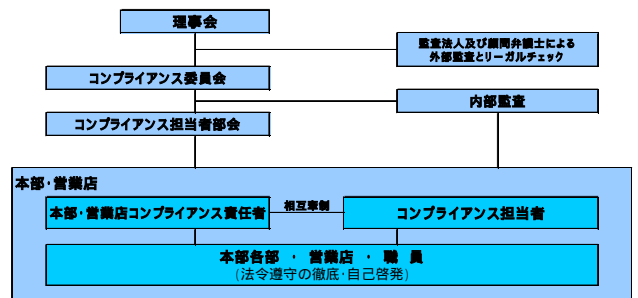 理事会
監査法人及び顧問弁護士による
外部監査とリーガルチェック
コンプライアンス委員会
内部監査
コンプライアンス担当者部会
本部・営業店
本部・営業店コンプライアンス責任者
相互牽制
コンプライアンス担当者
本部各部 ・ 営業店 ・ 職 員
(法令遵守の徹底・自己啓発)